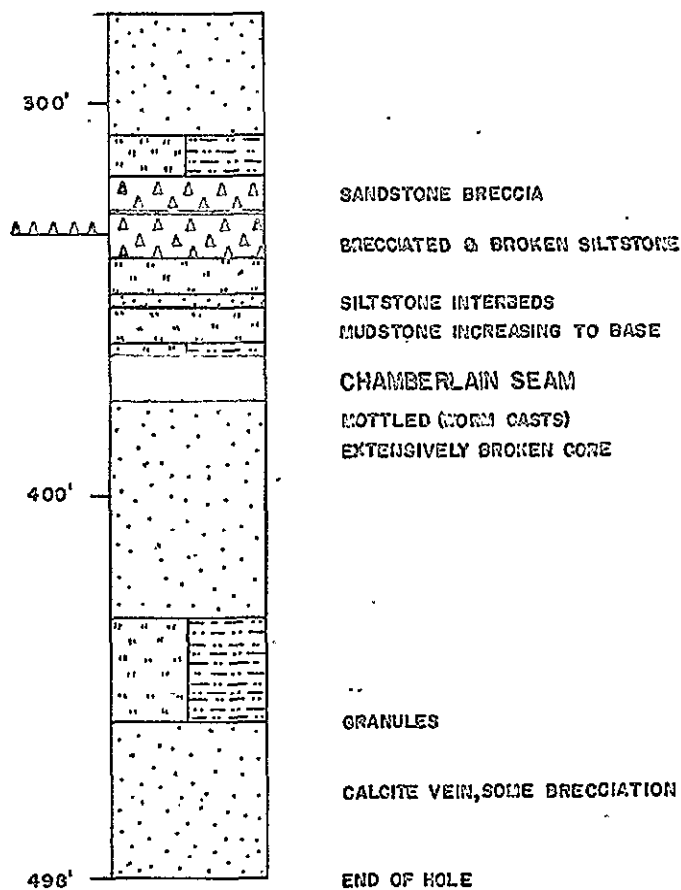 300'
SANDSTONE BRECCIA
BRECCIATED & BROKEN SILTSTONE
SILTSTONE INTERBEDS
MUDSTONE INCREASING TO BASE
CHAMBERLAIN SEAM
MOTTLED (WORM CASTS)
EXTENSIVELY BROKEN CORE
400'
GRANULES
CALCITE VEIN, SOME BRECCIATION
498'
END OF HOLE